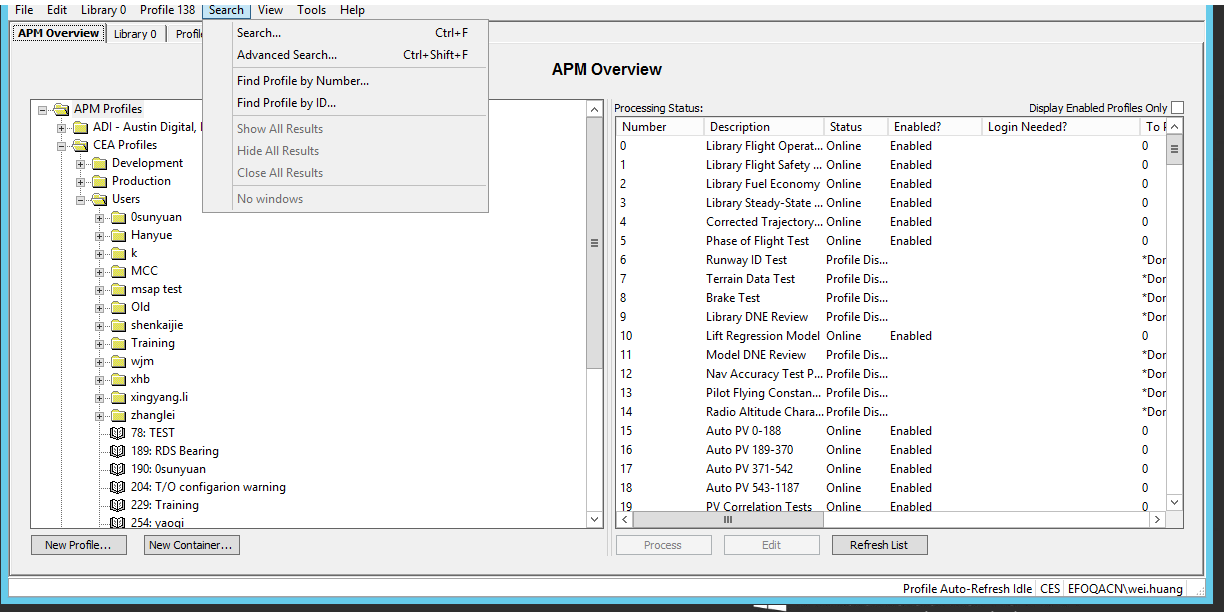 File Edit Library 0 Profile 138 Search View Tools Help
APM Overview Library 0 Profile
Search... Ctrl+F
Advanced Search... Ctrl+Shift+F
Find Profile by Number...
Find Profile by ID...
Show All Results
Hide All Results
Close All Results
No windows
APM Overview
APM Profiles
ADI - Austin Digital,
CEA Profiles
Development
Production
Users
0sunyuan
Hanyue
k
MCC
msap test
Old
shenkaijie
Training
wjm
xhb
xingyang.li
zhanglei
78: TEST
189: RDS Bearing
190: 0sunyuan
204: T/O configarion warning
229: Training
254: yaoqi
New Profile... New Container...
Processing Status: Display Enabled Profiles Only
Number Description Status Enabled? Login Needed? To
0 Library Flight Operat... Online Enabled 0
1 Library Flight Safety ... Online Enabled 0
2 Library Fuel Economy Online Enabled 0
3 Library Steady-State ... Online Enabled 0
4 Corrected Trajectory... Online Enabled 0
5 Phase of Flight Test Online Enabled 0
6 Runway ID Test Profile Dis... *Dor
7 Terrain Data Test Profile Dis... *Dor
8 Brake Test Profile Dis... *Dor
9 Library DNE Review Profile Dis... *Dor
10 Lift Regression Model Online Enabled 0
11 Model DNE Review Profile Dis... *Dor
12 Nav Accuracy Test P... Profile Dis... *Dor
13 Pilot Flying Constan... Profile Dis... *Dor
14 Radio Altitude Chara... Profile Dis... *Dor
15 Auto PV 0-188 Online Enabled 0
16 Auto PV 189-370 Online Enabled 0
17 Auto PV 371-542 Online Enabled 0
18 Auto PV 543-1187 Online Enabled 0
19 PV Correlation Tests Online Enabled 0
Process Edit Refresh List
Profile Auto-Refresh Idle CES EFOQACN\wei.huang